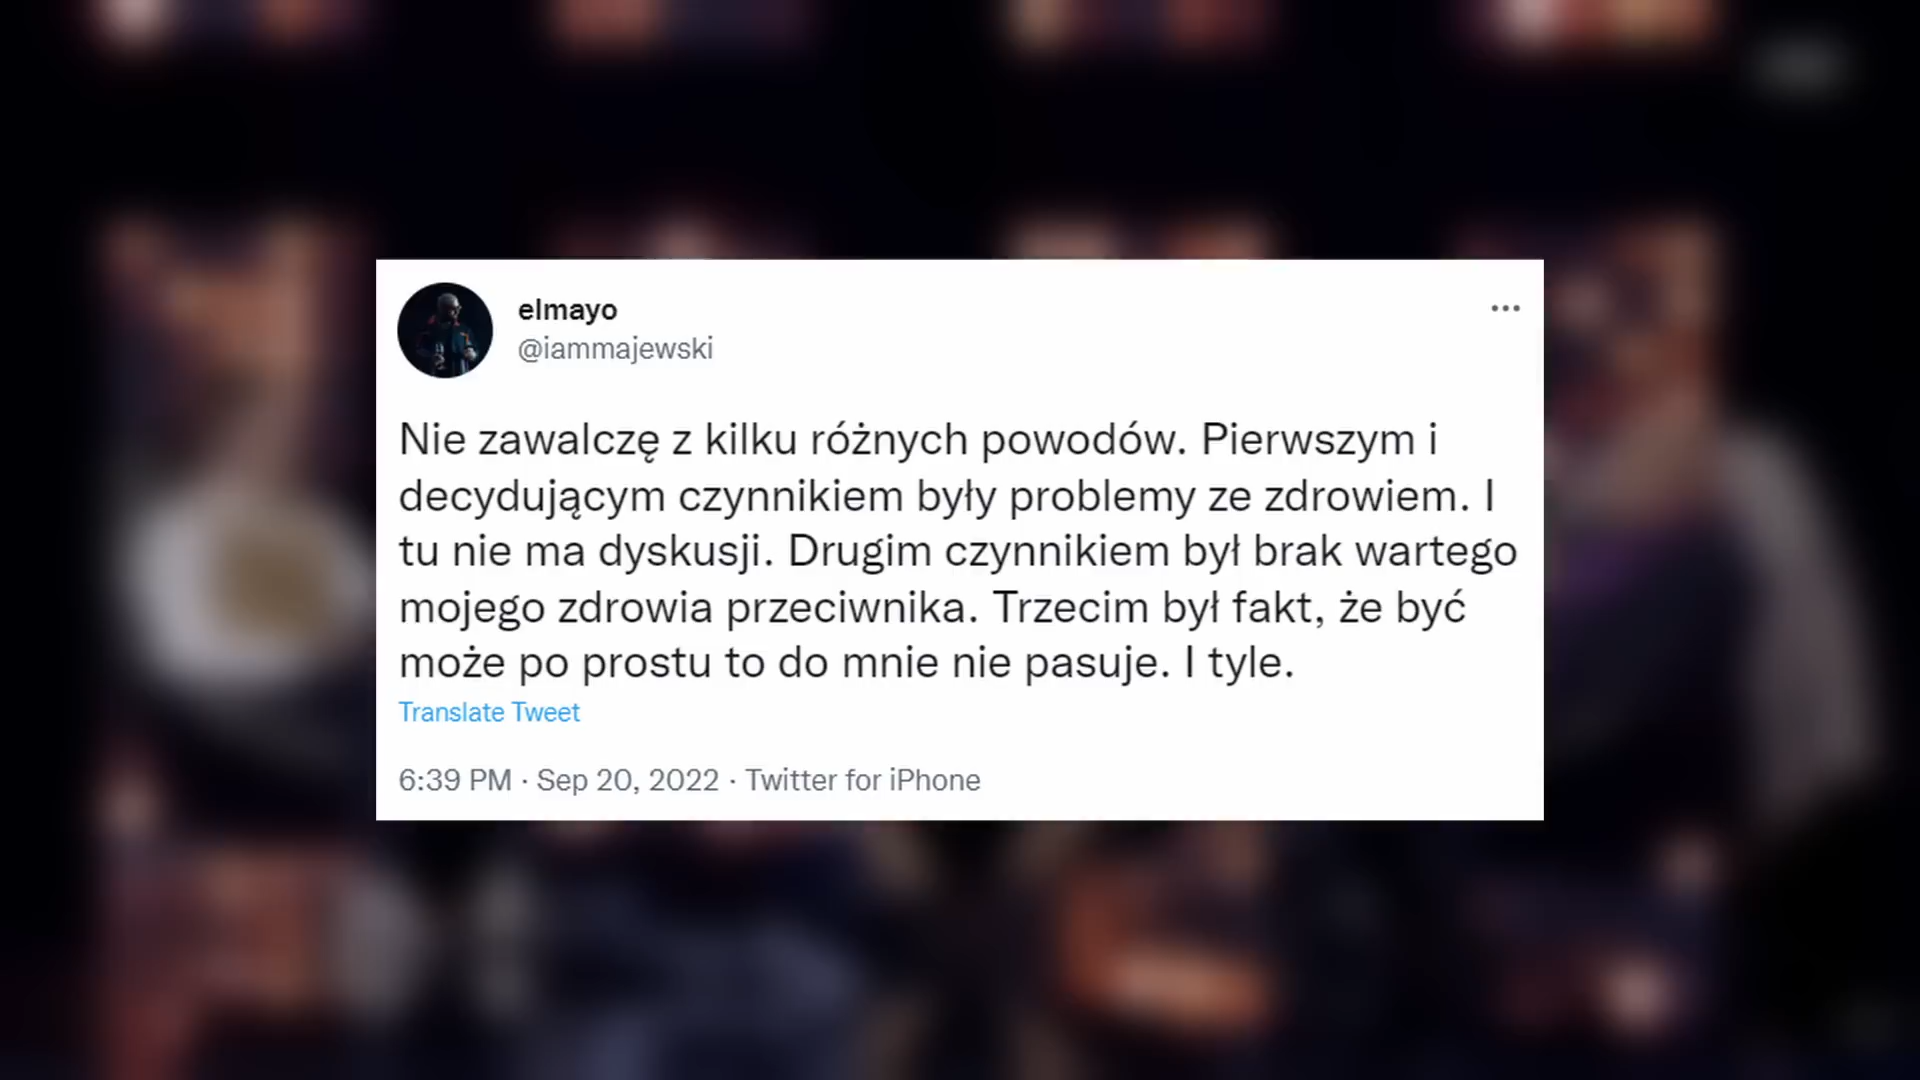 elmayo
@iammajewski
Nie zawalczę z kilku różnych powodów. Pierwszym i
decydującym czynnikiem były problemy ze zdrowiem. I
tu nie ma dyskusji. Drugim czynnikiem był brak wartego
mojego zdrowia przeciwnika. Trzecim był fakt, że być
może po prostu to do mnie nie pasuje. I tyle.
Translate Tweet
6:39 PM · Sep 20, 2022 · Twitter for iPhone